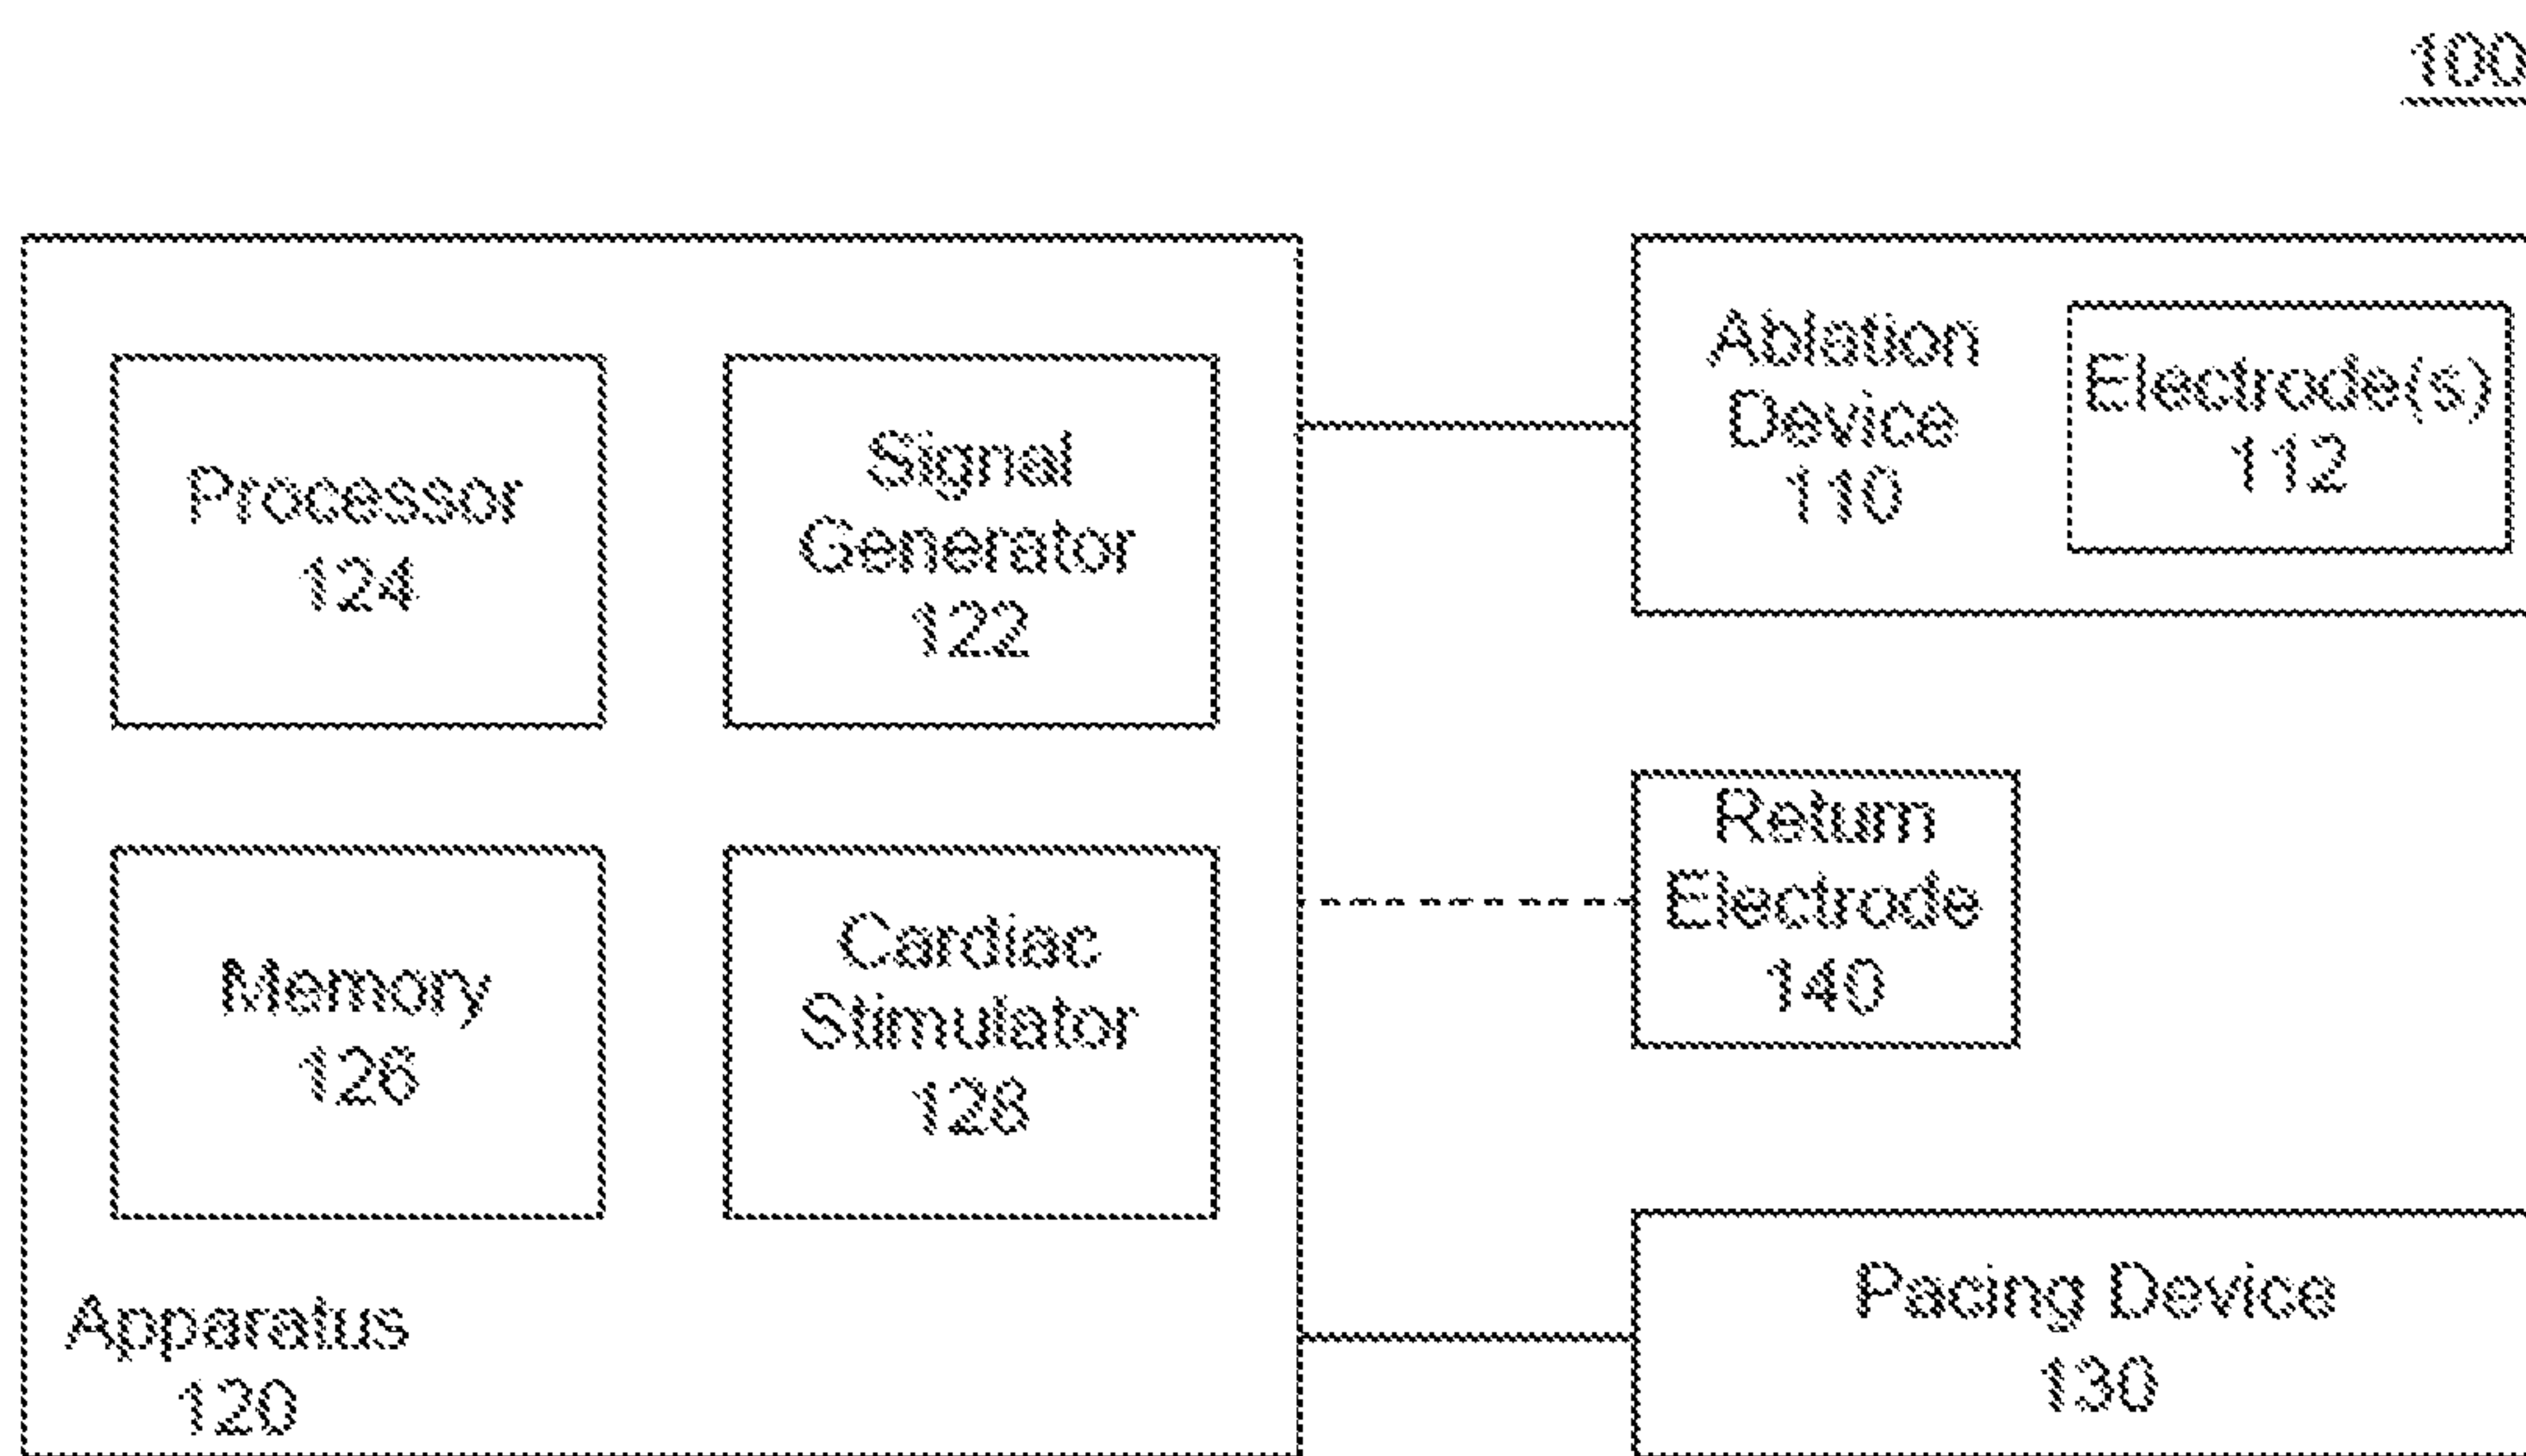 100
Processor
124
Signal
Generator
122
Memory
126
Cardiac
Stimulator
128
Apparatus
120
Ablation
Device
110
Electrode(s)
112
Return
Electrode
140
Pacing Device
130